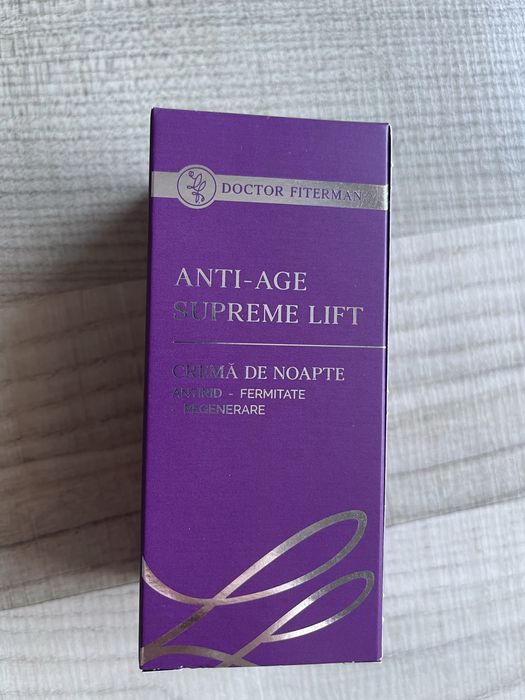 DOCTOR FITERMAN
ANTI-AGE
SUPREME LIFT
CREMĂ DE NOAPTE
ANTIRID - FERMITATE
- REGENERARE